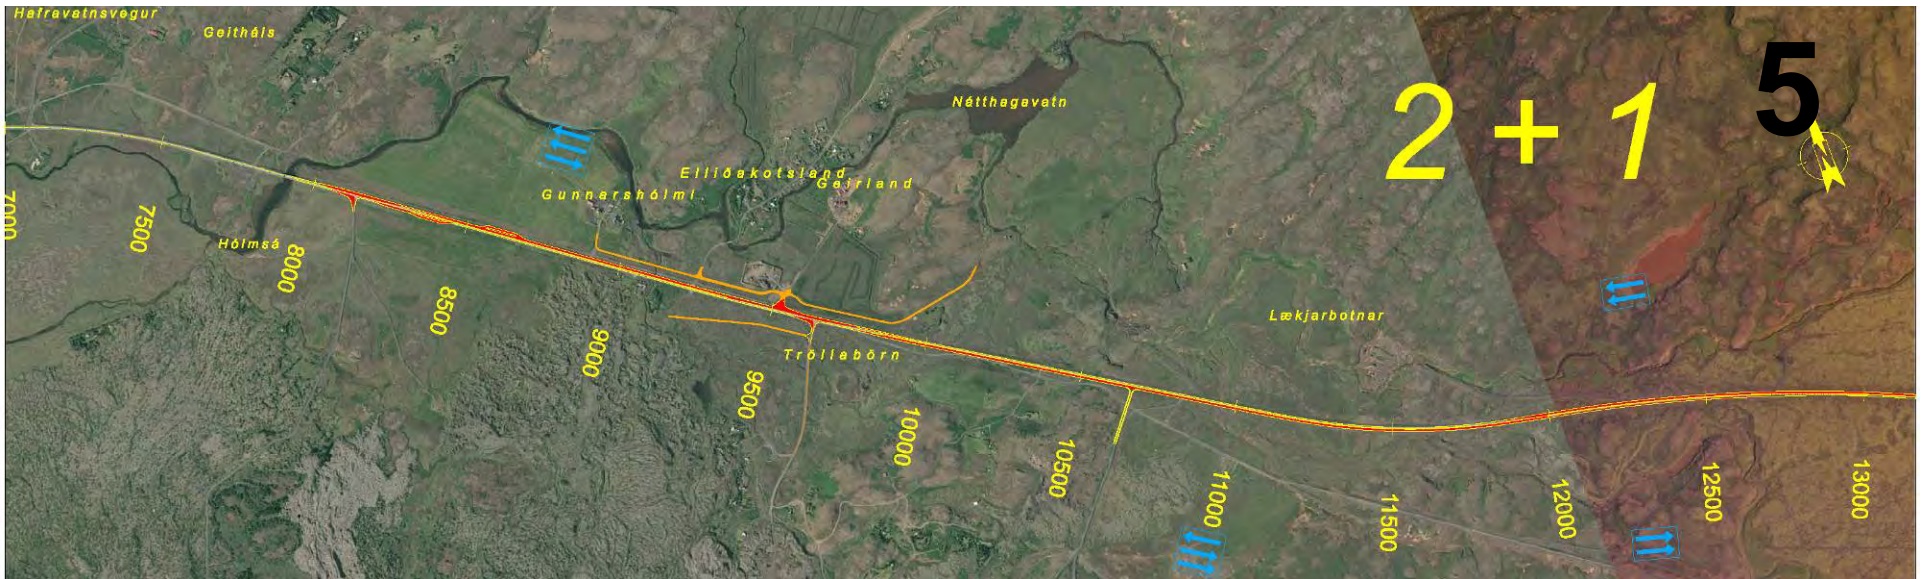 Hafravatnsvegur
Geitháls
2 + 1
5
Nátthagavatn
Elliðakotsland
Geirland
Gunnarshólmi
Hólmsá
Lækjarbotnar
Tröllabörn
7000
7500
8000
8500
9000
9500
10000
10500
11000
11500
12000
12500
13000